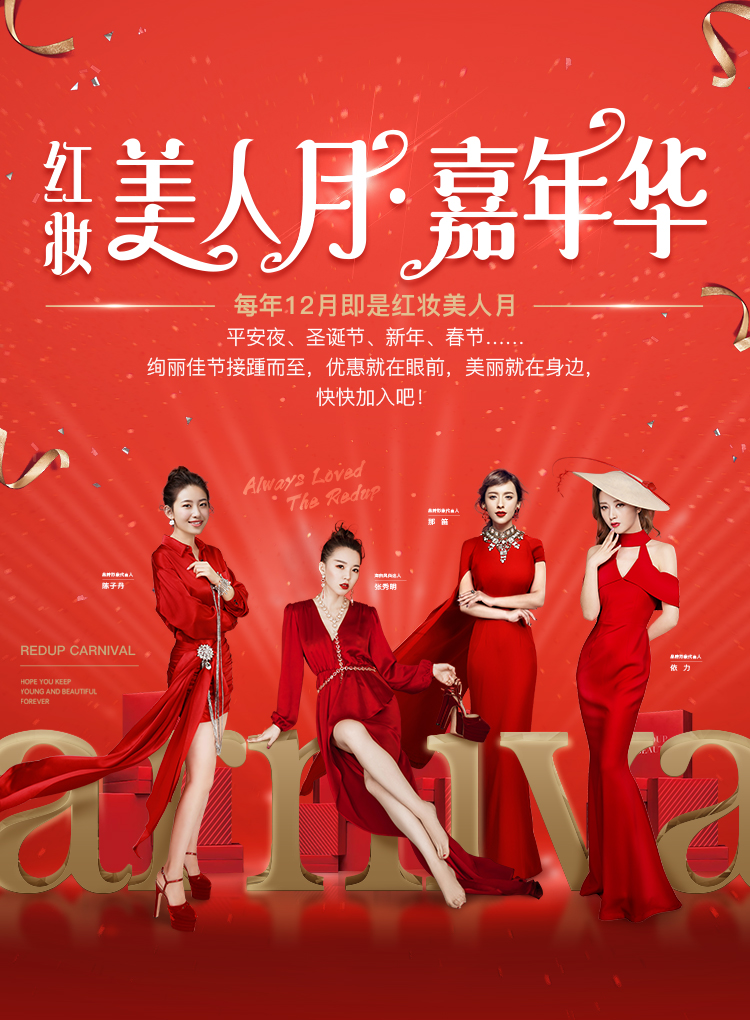 红妆
美人月·嘉年华
每年12月即是红妆美人月
平安夜、圣诞节、新年、春节……
绚丽佳节接踵而至，优惠就在眼前，美丽就在身边，
快快加入吧！
Always Loved
The Redup
那 笛
陈子丹
张秀明
依 力
REDUP CARNIVAL
HOPE YOU KEEP
YOUNG AND BEAUTIFUL
FOREVER
arniva